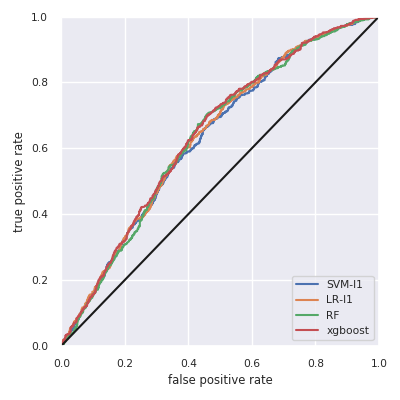 1.0
0.8
0.6
0.4
0.2
0.0
true positive rate
SVM-l1
LR-l1
RF
xgboost
0.0 0.2 0.4 0.6 0.8 1.0
false positive rate